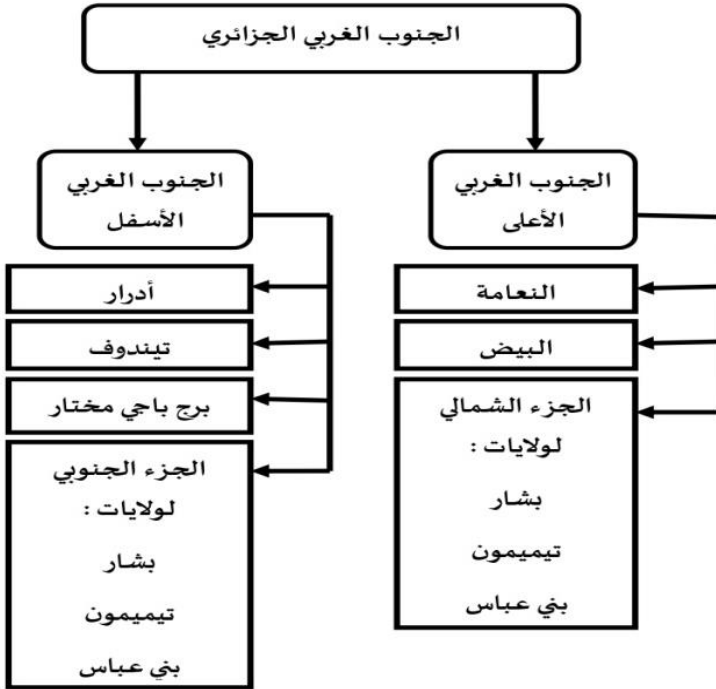 الجنوب الغربي الجزائري
الجنوب الغربي
الأعلى
النعامة
البيض
الجزء الشمالي
لولايات :
بشار
تيميمون
بني عباس
الجنوب الغربي
الأسفل
أدرار
تيندوف
برج باجي مختار
الجزء الجنوبي
لولايات :
بشار
تيميمون
بني عباس